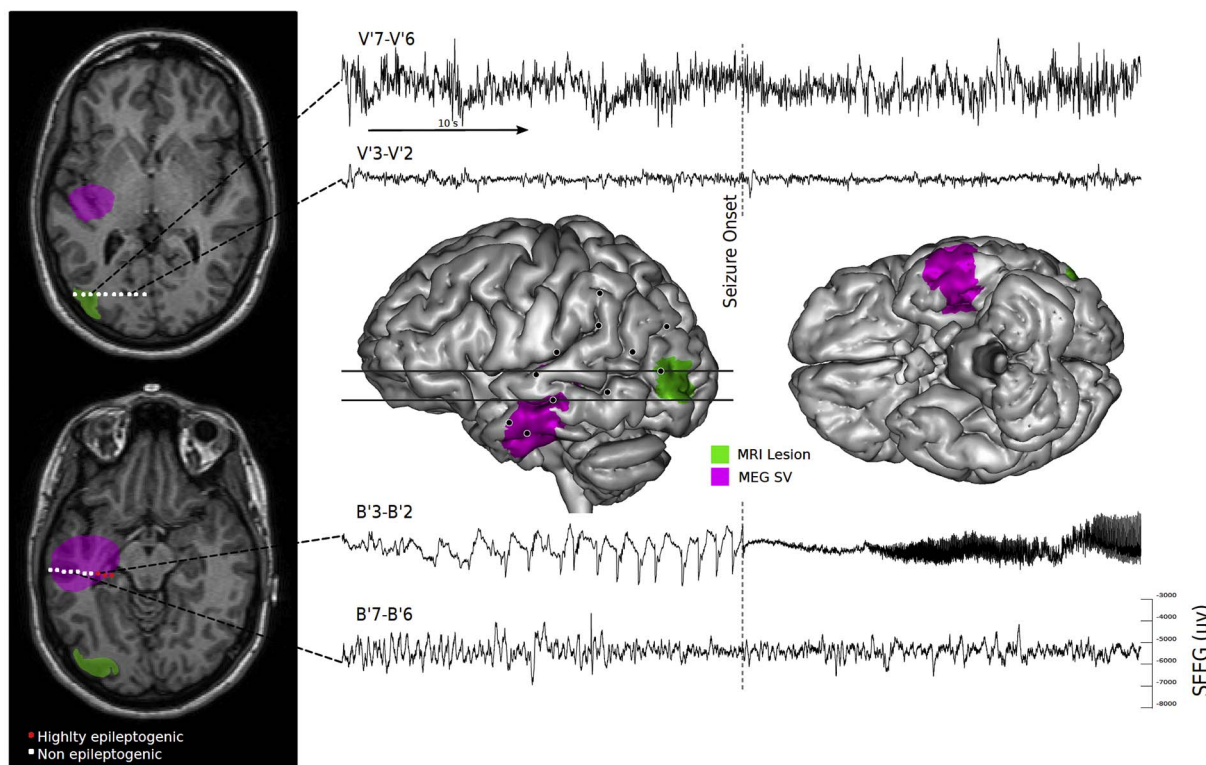 V'7-V'6
10 s
V'3-V'2
Seizure Onset
MRI Lesion
MEG SV
B'3-B'2
B'7-B'6
-3000
-4000
-5000
-6000
-7000
-8000
SEEG (µv)
Highlty epileptogenic
Non epileptogenic